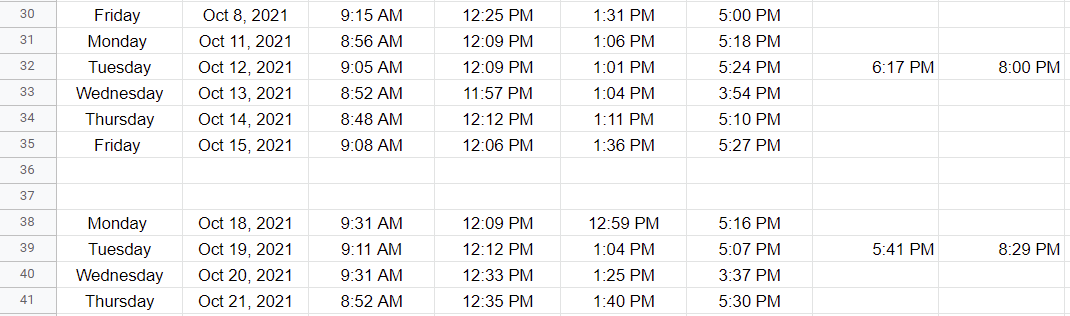 30 Friday Oct 8, 2021 9:15 AM 12:25 PM 1:31 PM 5:00 PM
31 Monday Oct 11, 2021 8:56 AM 12:09 PM 1:06 PM 5:18 PM
32 Tuesday Oct 12, 2021 9:05 AM 12:09 PM 1:01 PM 5:24 PM 6:17 PM 8:00 PM
33 Wednesday Oct 13, 2021 8:52 AM 11:57 PM 1:04 PM 3:54 PM
34 Thursday Oct 14, 2021 8:48 AM 12:12 PM 1:11 PM 5:10 PM
35 Friday Oct 15, 2021 9:08 AM 12:06 PM 1:36 PM 5:27 PM
36
37
38 Monday Oct 18, 2021 9:31 AM 12:09 PM 12:59 PM 5:16 PM
39 Tuesday Oct 19, 2021 9:11 AM 12:12 PM 1:04 PM 5:07 PM 5:41 PM 8:29 PM
40 Wednesday Oct 20, 2021 9:31 AM 12:33 PM 1:25 PM 3:37 PM
41 Thursday Oct 21, 2021 8:52 AM 12:35 PM 1:40 PM 5:30 PM